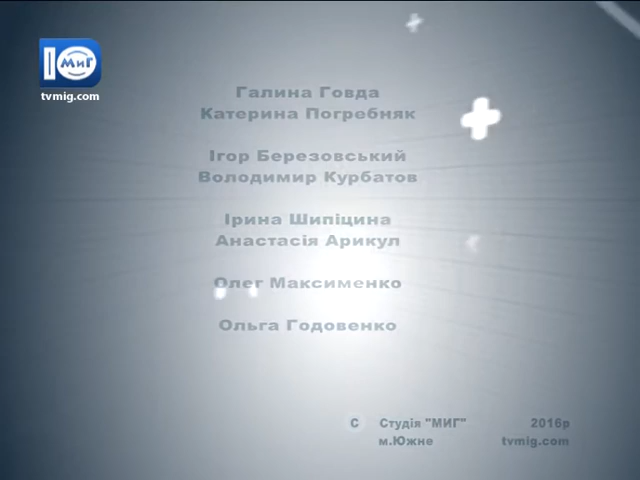 10 МиГ
tvmig.com
Галина Говда
Катерина Погребняк
Ігор Березовський
Володимир Курбатов
Ірина Шипіцина
Анастасія Арикул
Олег Максименко
Ольга Годовенко
С Студія "МИГ" 2016р
м.Южне tvmig.com